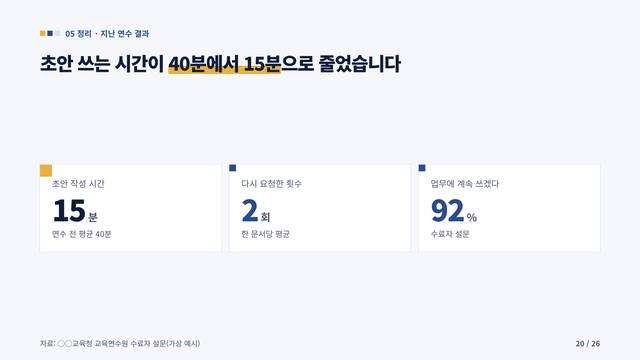 05 정리 · 지난 연수 결과
초안 쓰는 시간이 40분에서 15분으로 줄었습니다
초안 작성 시간
15 분
연수 전 평균 40분
다시 요청한 횟수
2 회
한 문서당 평균
업무에 계속 쓰겠다
92 %
수료자 설문
자료: 〇〇교육청 교육연수원 수료자 설문(가상 예시)
20 / 26